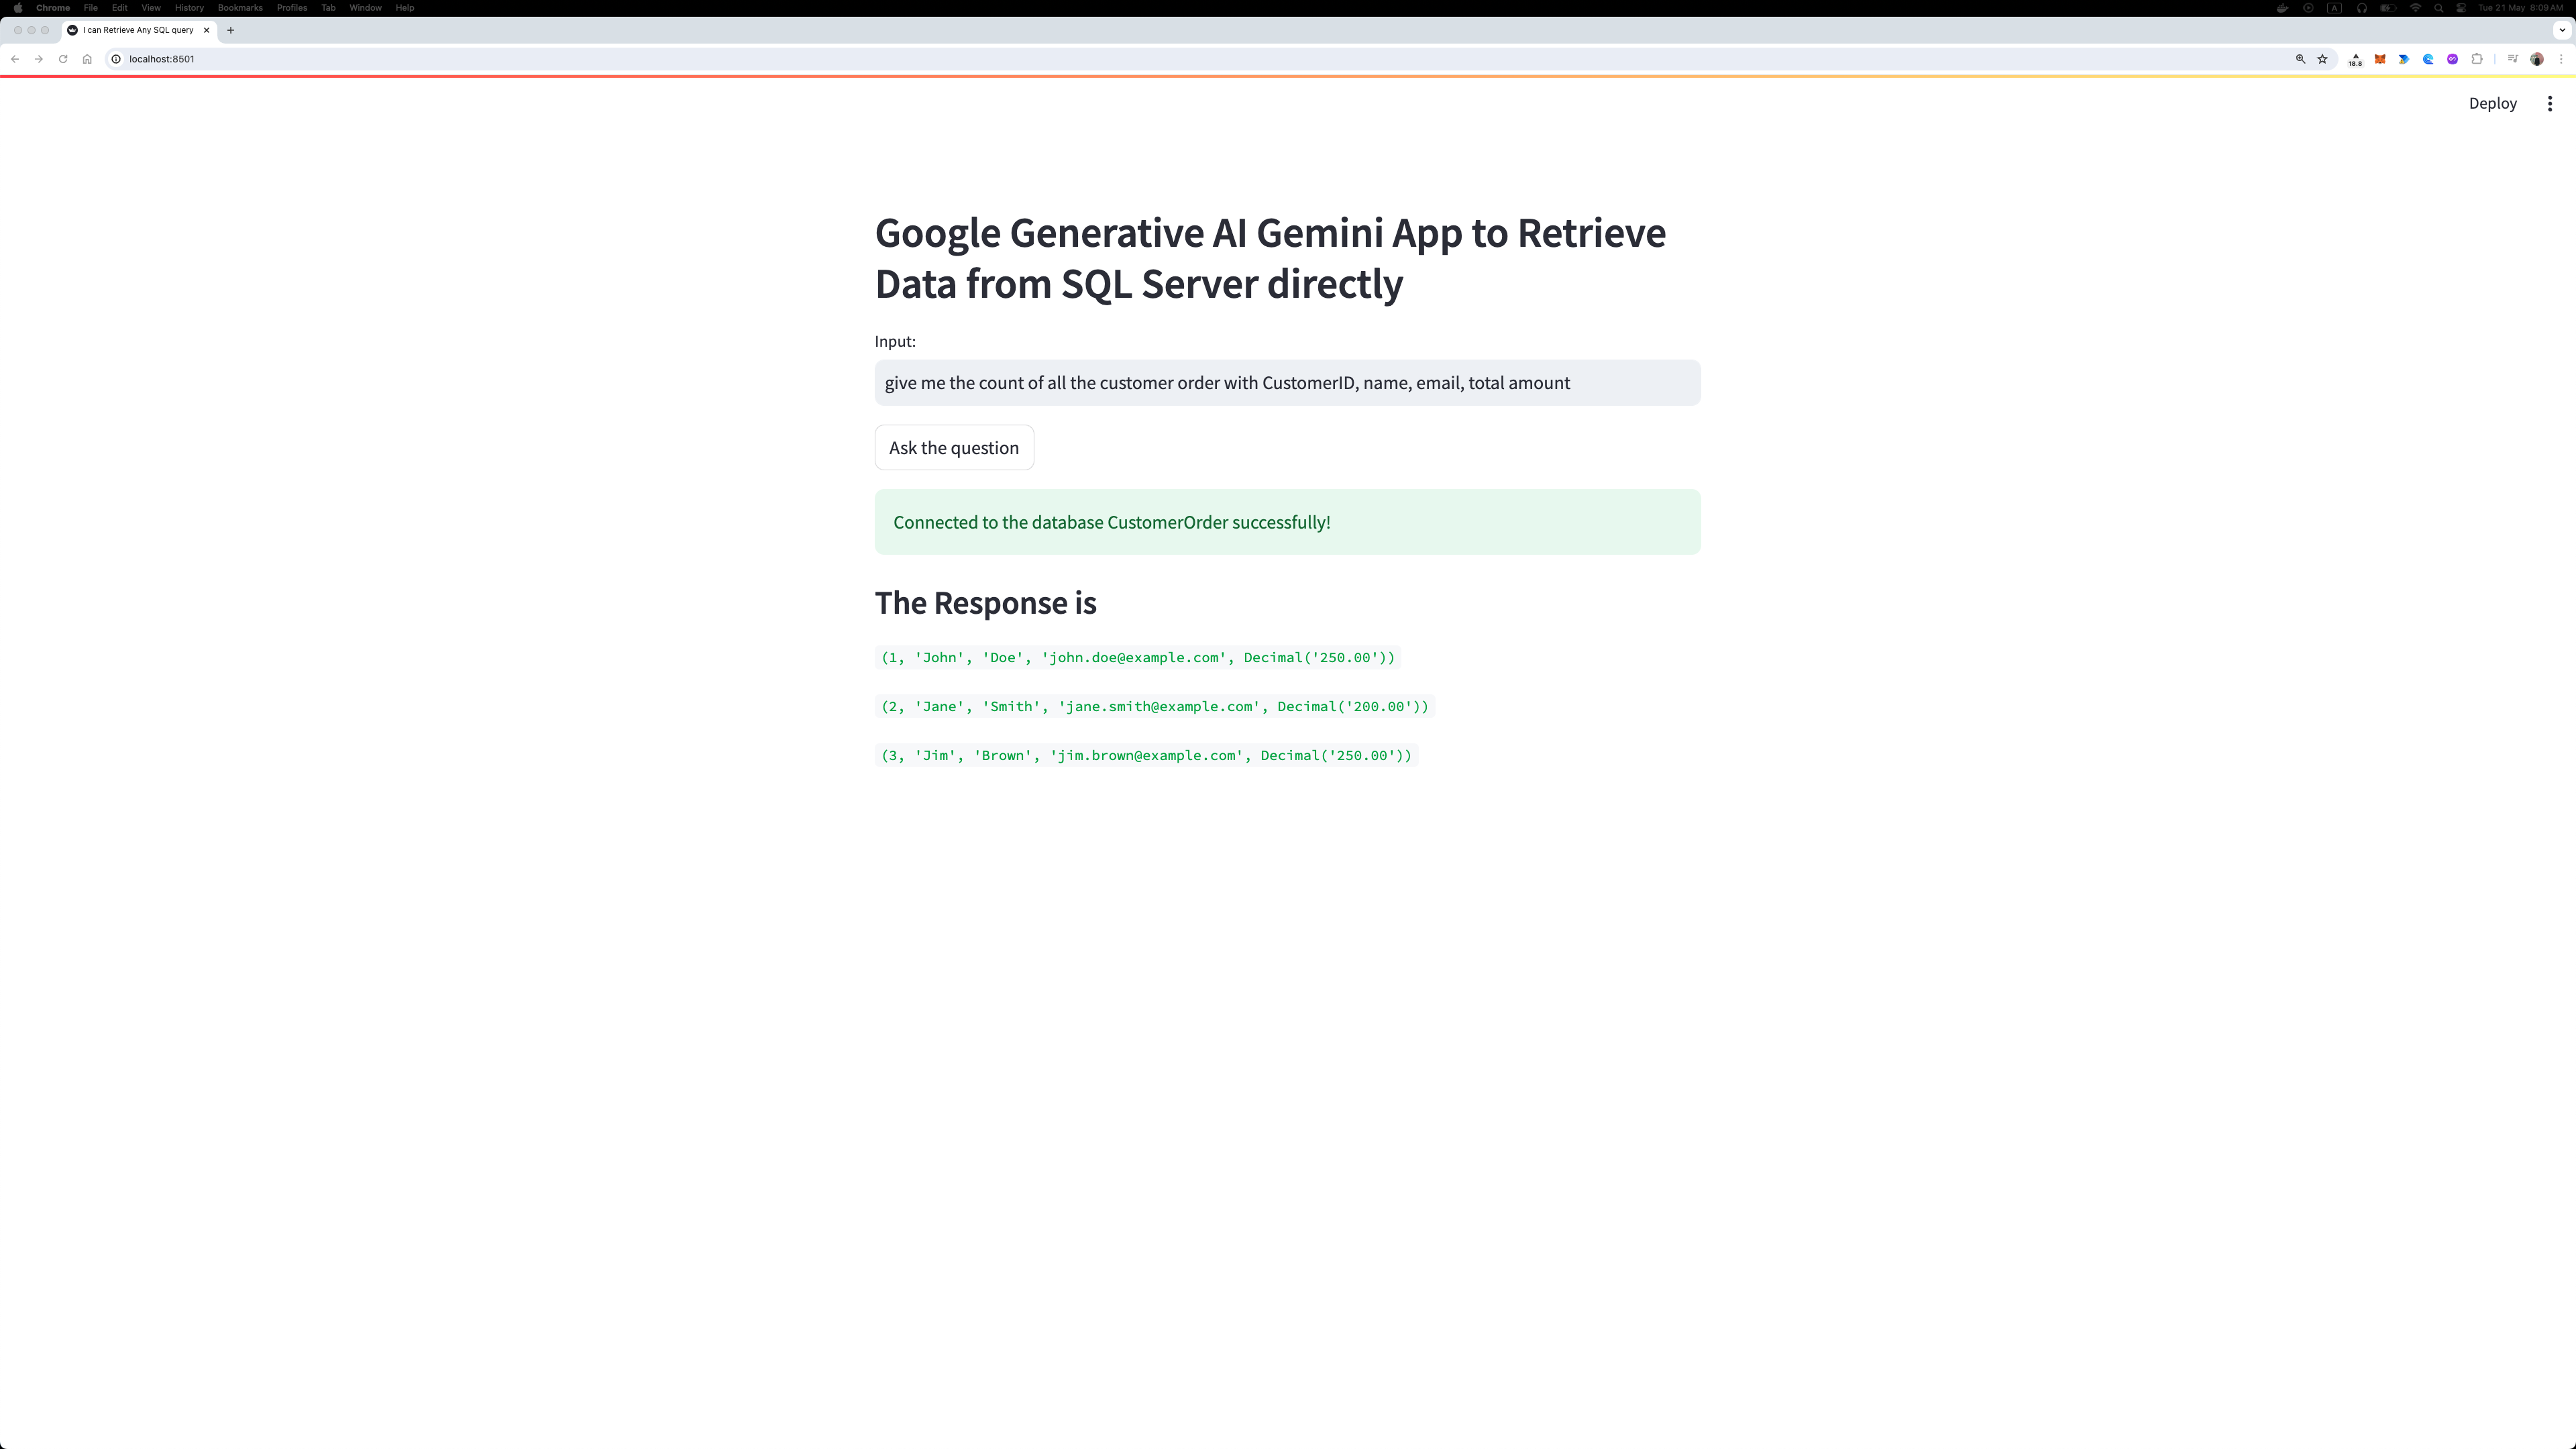 Chrome File Edit View History Bookmarks Profiles Tab Window Help
A
Tue 21 May 8:09 AM
I can Retrieve Any SQL query
localhost:8501
18.8
Deploy
Google Generative AI Gemini App to Retrieve
Data from SQL Server directly
Input:
give me the count of all the customer order with CustomerID, name, email, total amount
Ask the question
Connected to the database CustomerOrder successfully!
The Response is
(1, 'John', 'Doe', 'john.doe@example.com', Decimal('250.00'))
(2, 'Jane', 'Smith', 'jane.smith@example.com', Decimal('200.00'))
(3, 'Jim', 'Brown', 'jim.brown@example.com', Decimal('250.00'))